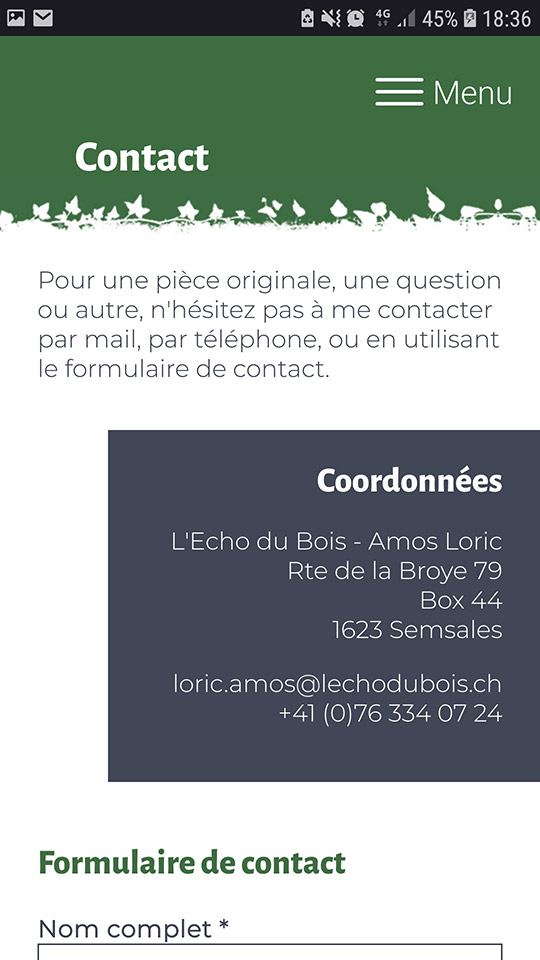 4G 45% 18:36
Menu
Contact
Pour une pièce originale, une question
ou autre, n'hésitez pas à me contacter
par mail, par téléphone, ou en utilisant
le formulaire de contact.
Coordonnées
L'Echo du Bois - Amos Loric
Rte de la Broye 79
Box 44
1623 Semsales
loric.amos@lechodubois.ch
+41 (0)76 334 07 24
Formulaire de contact
Nom complet *